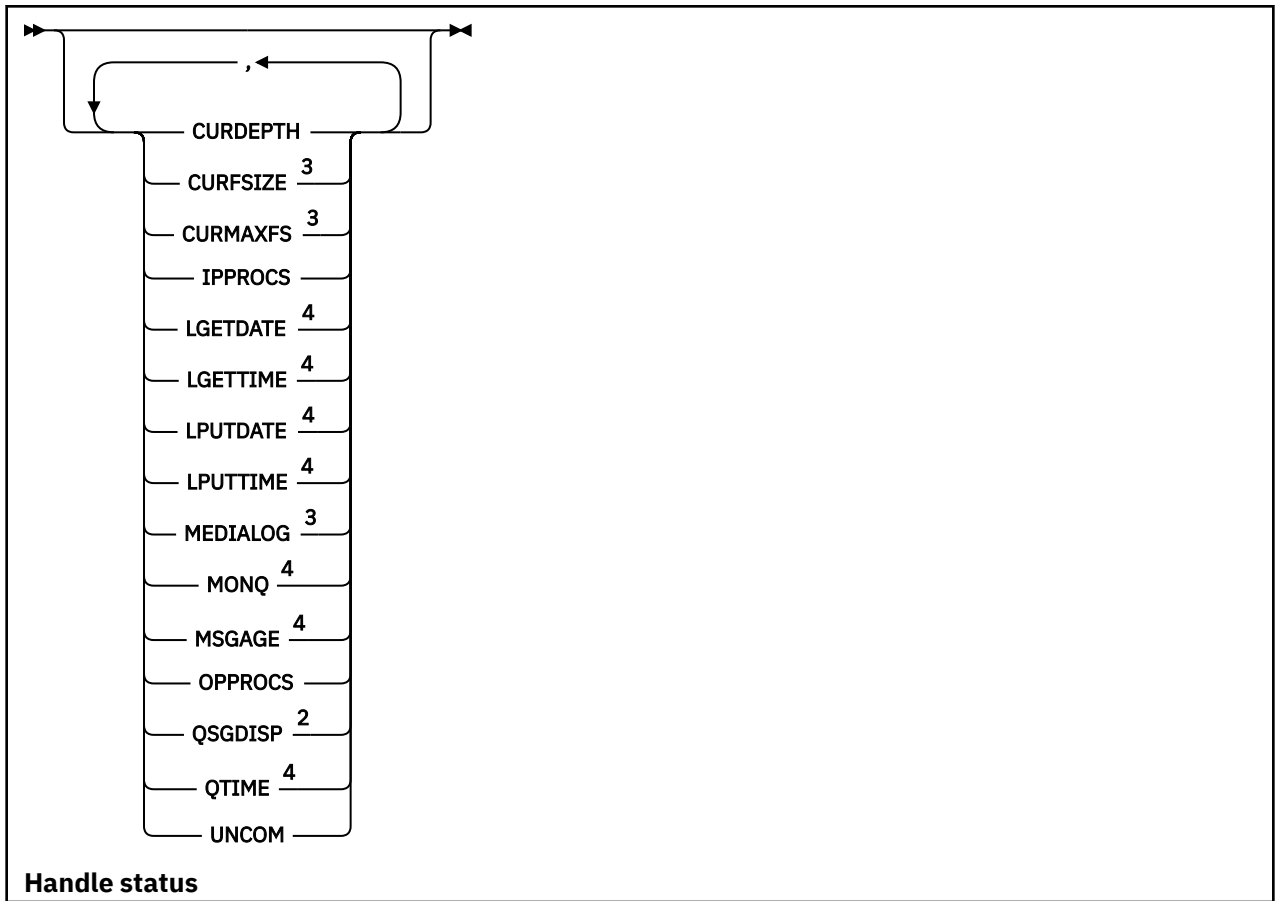 ,
CURDEPTH
CURFSIZE 3
CURMAXFS 3
IPPROCS
LGETDATE 4
LGETTIME 4
LPUTDATE 4
LPUTTIME 4
MEDIALOG 3
MONQ 4
MSGAGE 4
OPPROCS
QSGDISP 2
QTIME 4
UNCOM
Handle status